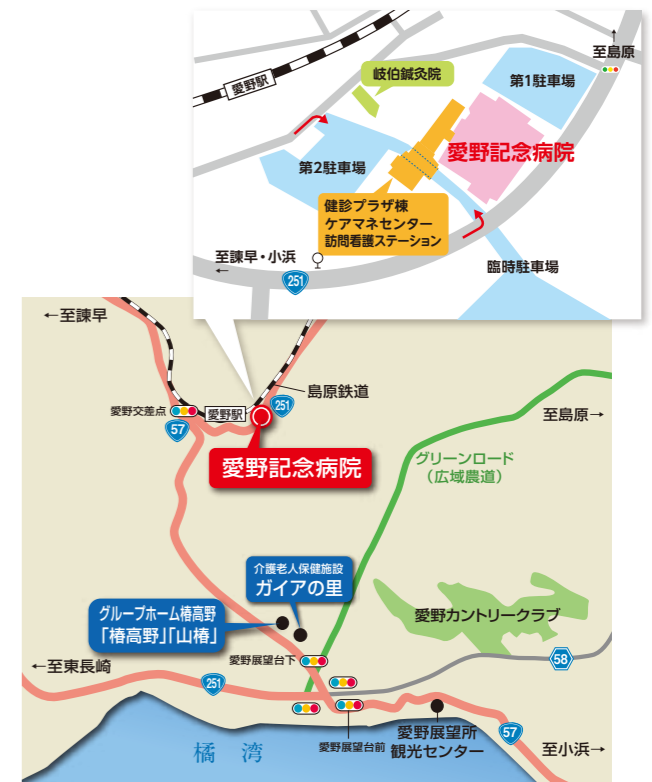 至島原
愛野駅
岐伯鍼灸院
第1駐車場
愛野記念病院
第2駐車場
健診プラザ棟
ケアマネセンター
訪問看護ステーション
至諫早・小浜
251
臨時駐車場
←至諫早
島原鉄道
愛野交差点
愛野駅
251
57
至島原→
愛野記念病院
グリーンロード
（広域農道）
介護老人保健施設
ガイアの里
グループホーム椿高野
「椿高野」「山椿」
愛野カントリークラブ
愛野展望台下
58
←至東長崎
251
愛野展望所
観光センター
57
橘湾
愛野展望台前
至小浜→